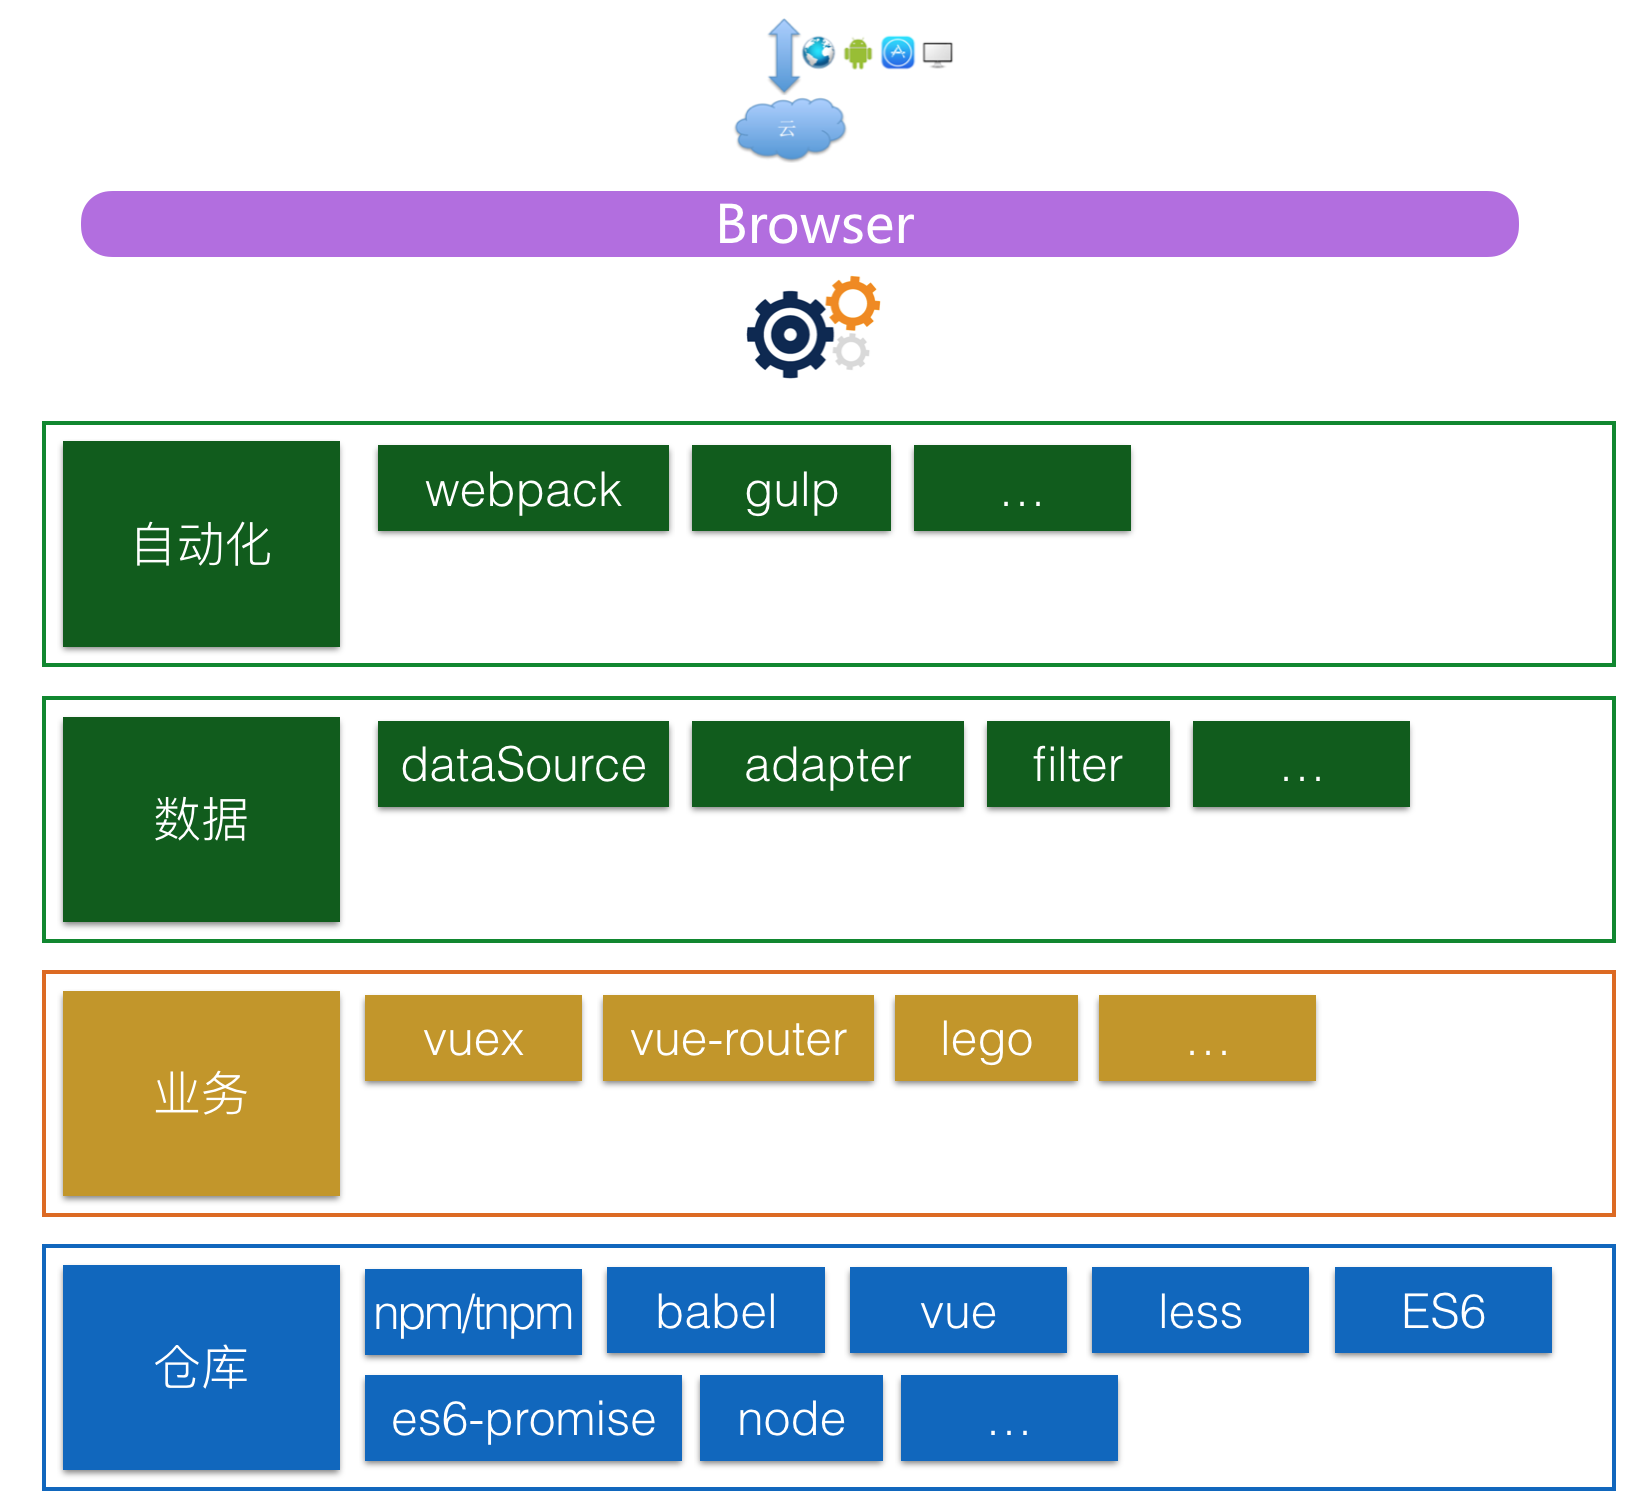 云
Browser
自动化
webpack
gulp
...
数据
dataSource
adapter
filter
...
业务
vuex
vue-router
lego
...
仓库
npm/tnpm
babel
vue
less
ES6
es6-promise
node
...